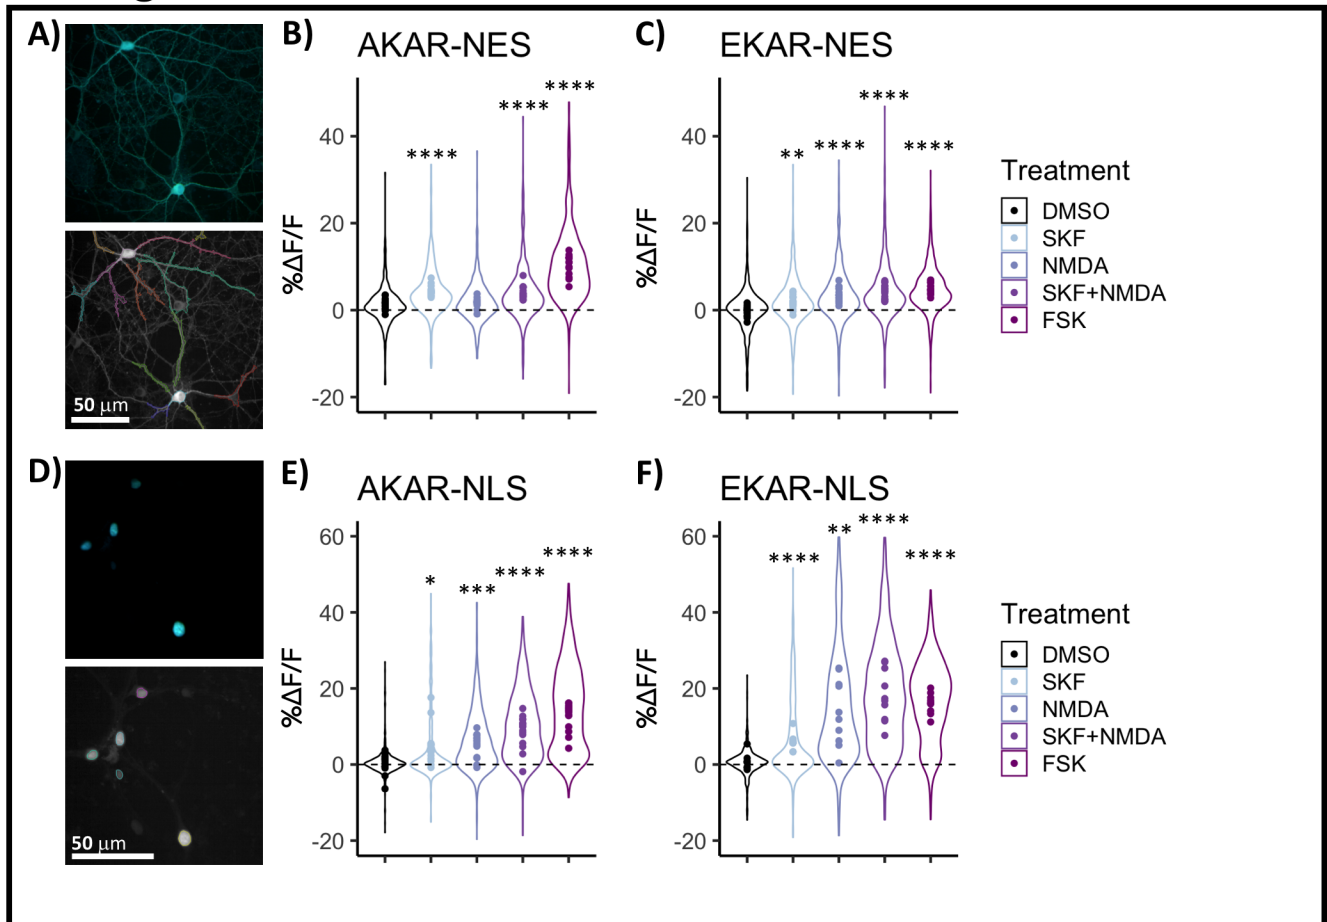 A)
50 µm
B)
AKAR-NES
%ΔF/F
40
20
0
-20
****
****
****
C)
EKAR-NES
%ΔF/F
40
20
0
-20
**
****
****
****
Treatment
DMSO
SKF
NMDA
SKF+NMDA
FSK
D)
50 µm
E)
AKAR-NLS
%ΔF/F
60
40
20
0
-20
*
***
****
****
F)
EKAR-NLS
%ΔF/F
60
40
20
0
-20
****
**
****
****
Treatment
DMSO
SKF
NMDA
SKF+NMDA
FSK